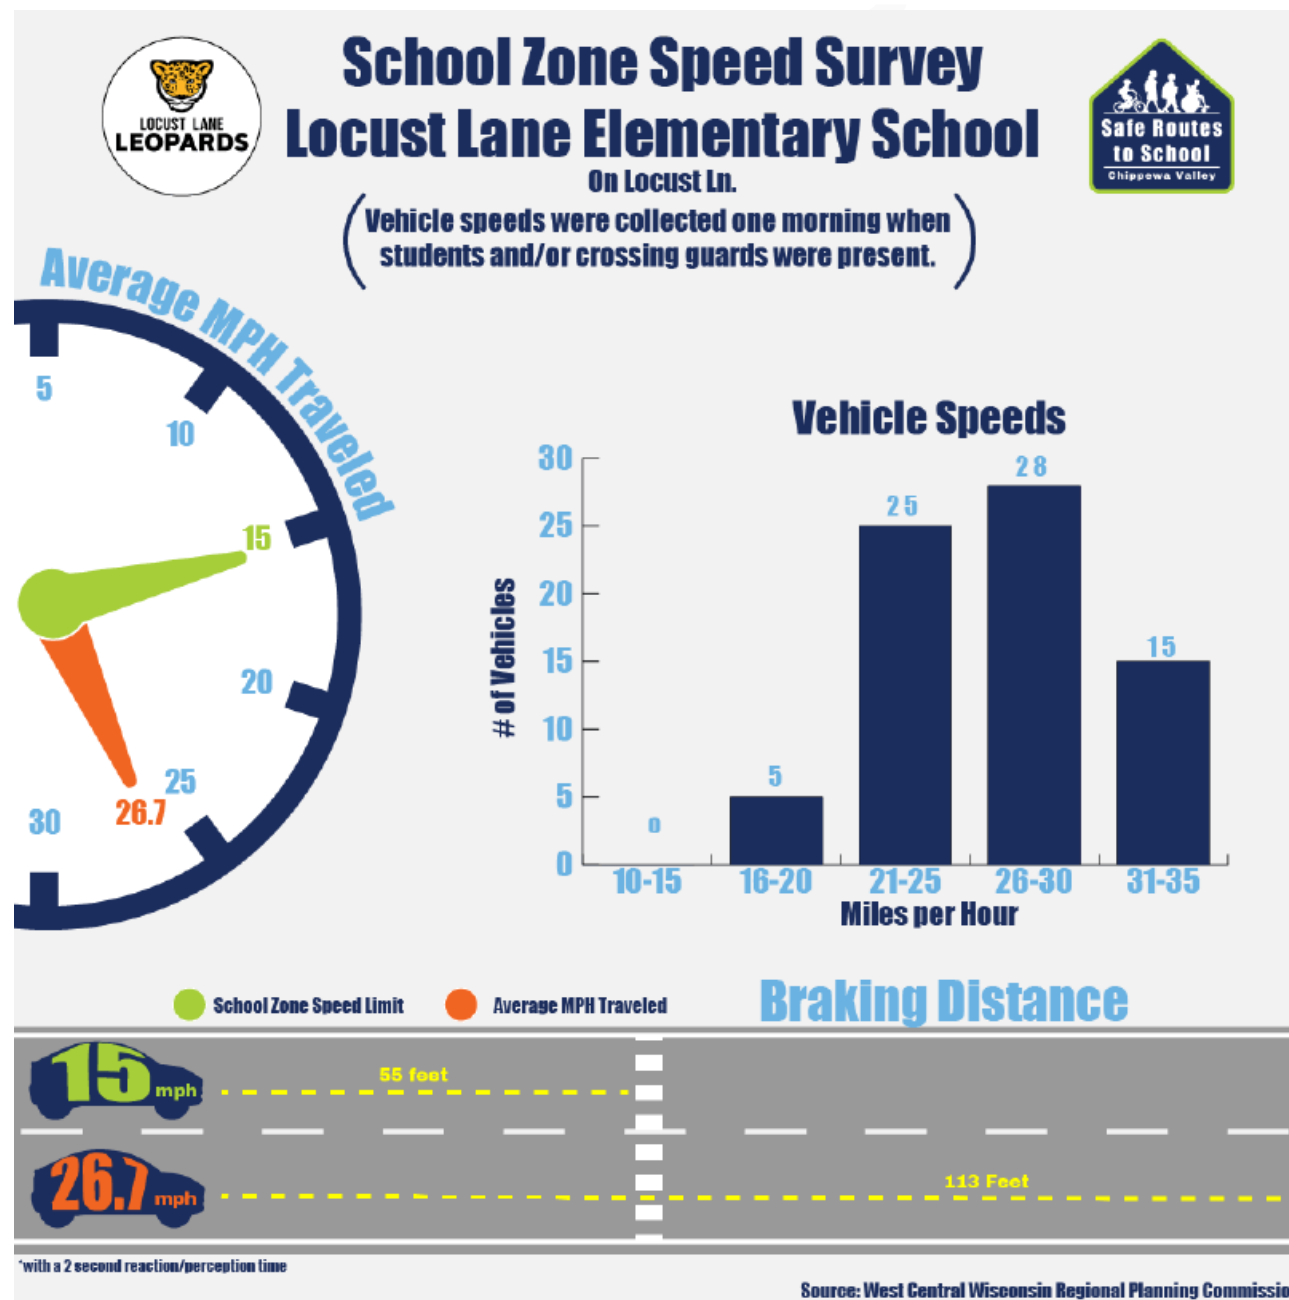 School Zone Speed Survey
Locust Lane Elementary School
On Locust Ln.
Vehicle speeds were collected one morning when
students and/or crossing guards were present.
LOCUST LANE
LEOPARDS
Safe Routes
to School
Chippewa Valley
Average MPH Traveled
5
10
15
20
25
26.7
30
Vehicle Speeds
# of Vehicles
30
25
20
15
10
5
0
0
5
25
28
15
10-15
16-20
21-25
26-30
31-35
Miles per Hour
School Zone Speed Limit
Average MPH Traveled
Braking Distance
15 mph
55 feet
26.7 mph
113 Feet
*with a 2 second reaction/perception time
Source: West Central Wisconsin Regional Planning Commissio